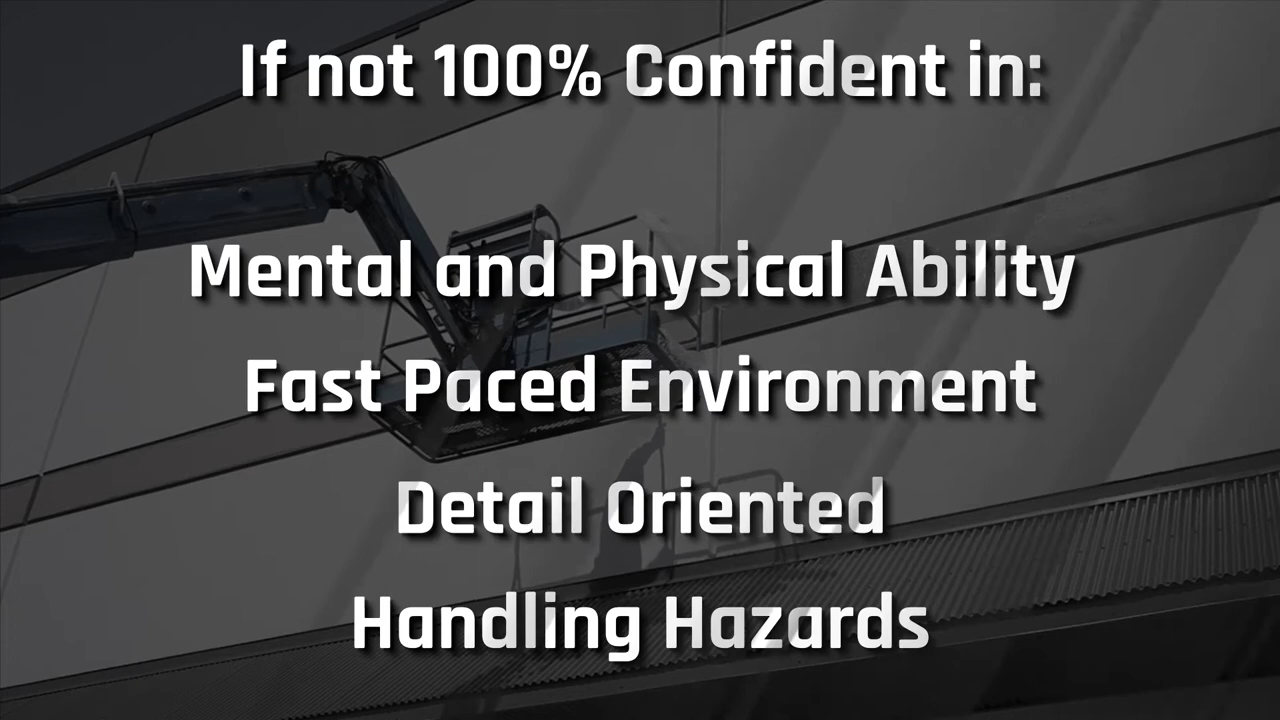 If not 100% Confident in:
Mental and Physical Ability
Fast Paced Environment
Detail Oriented
Handling Hazards